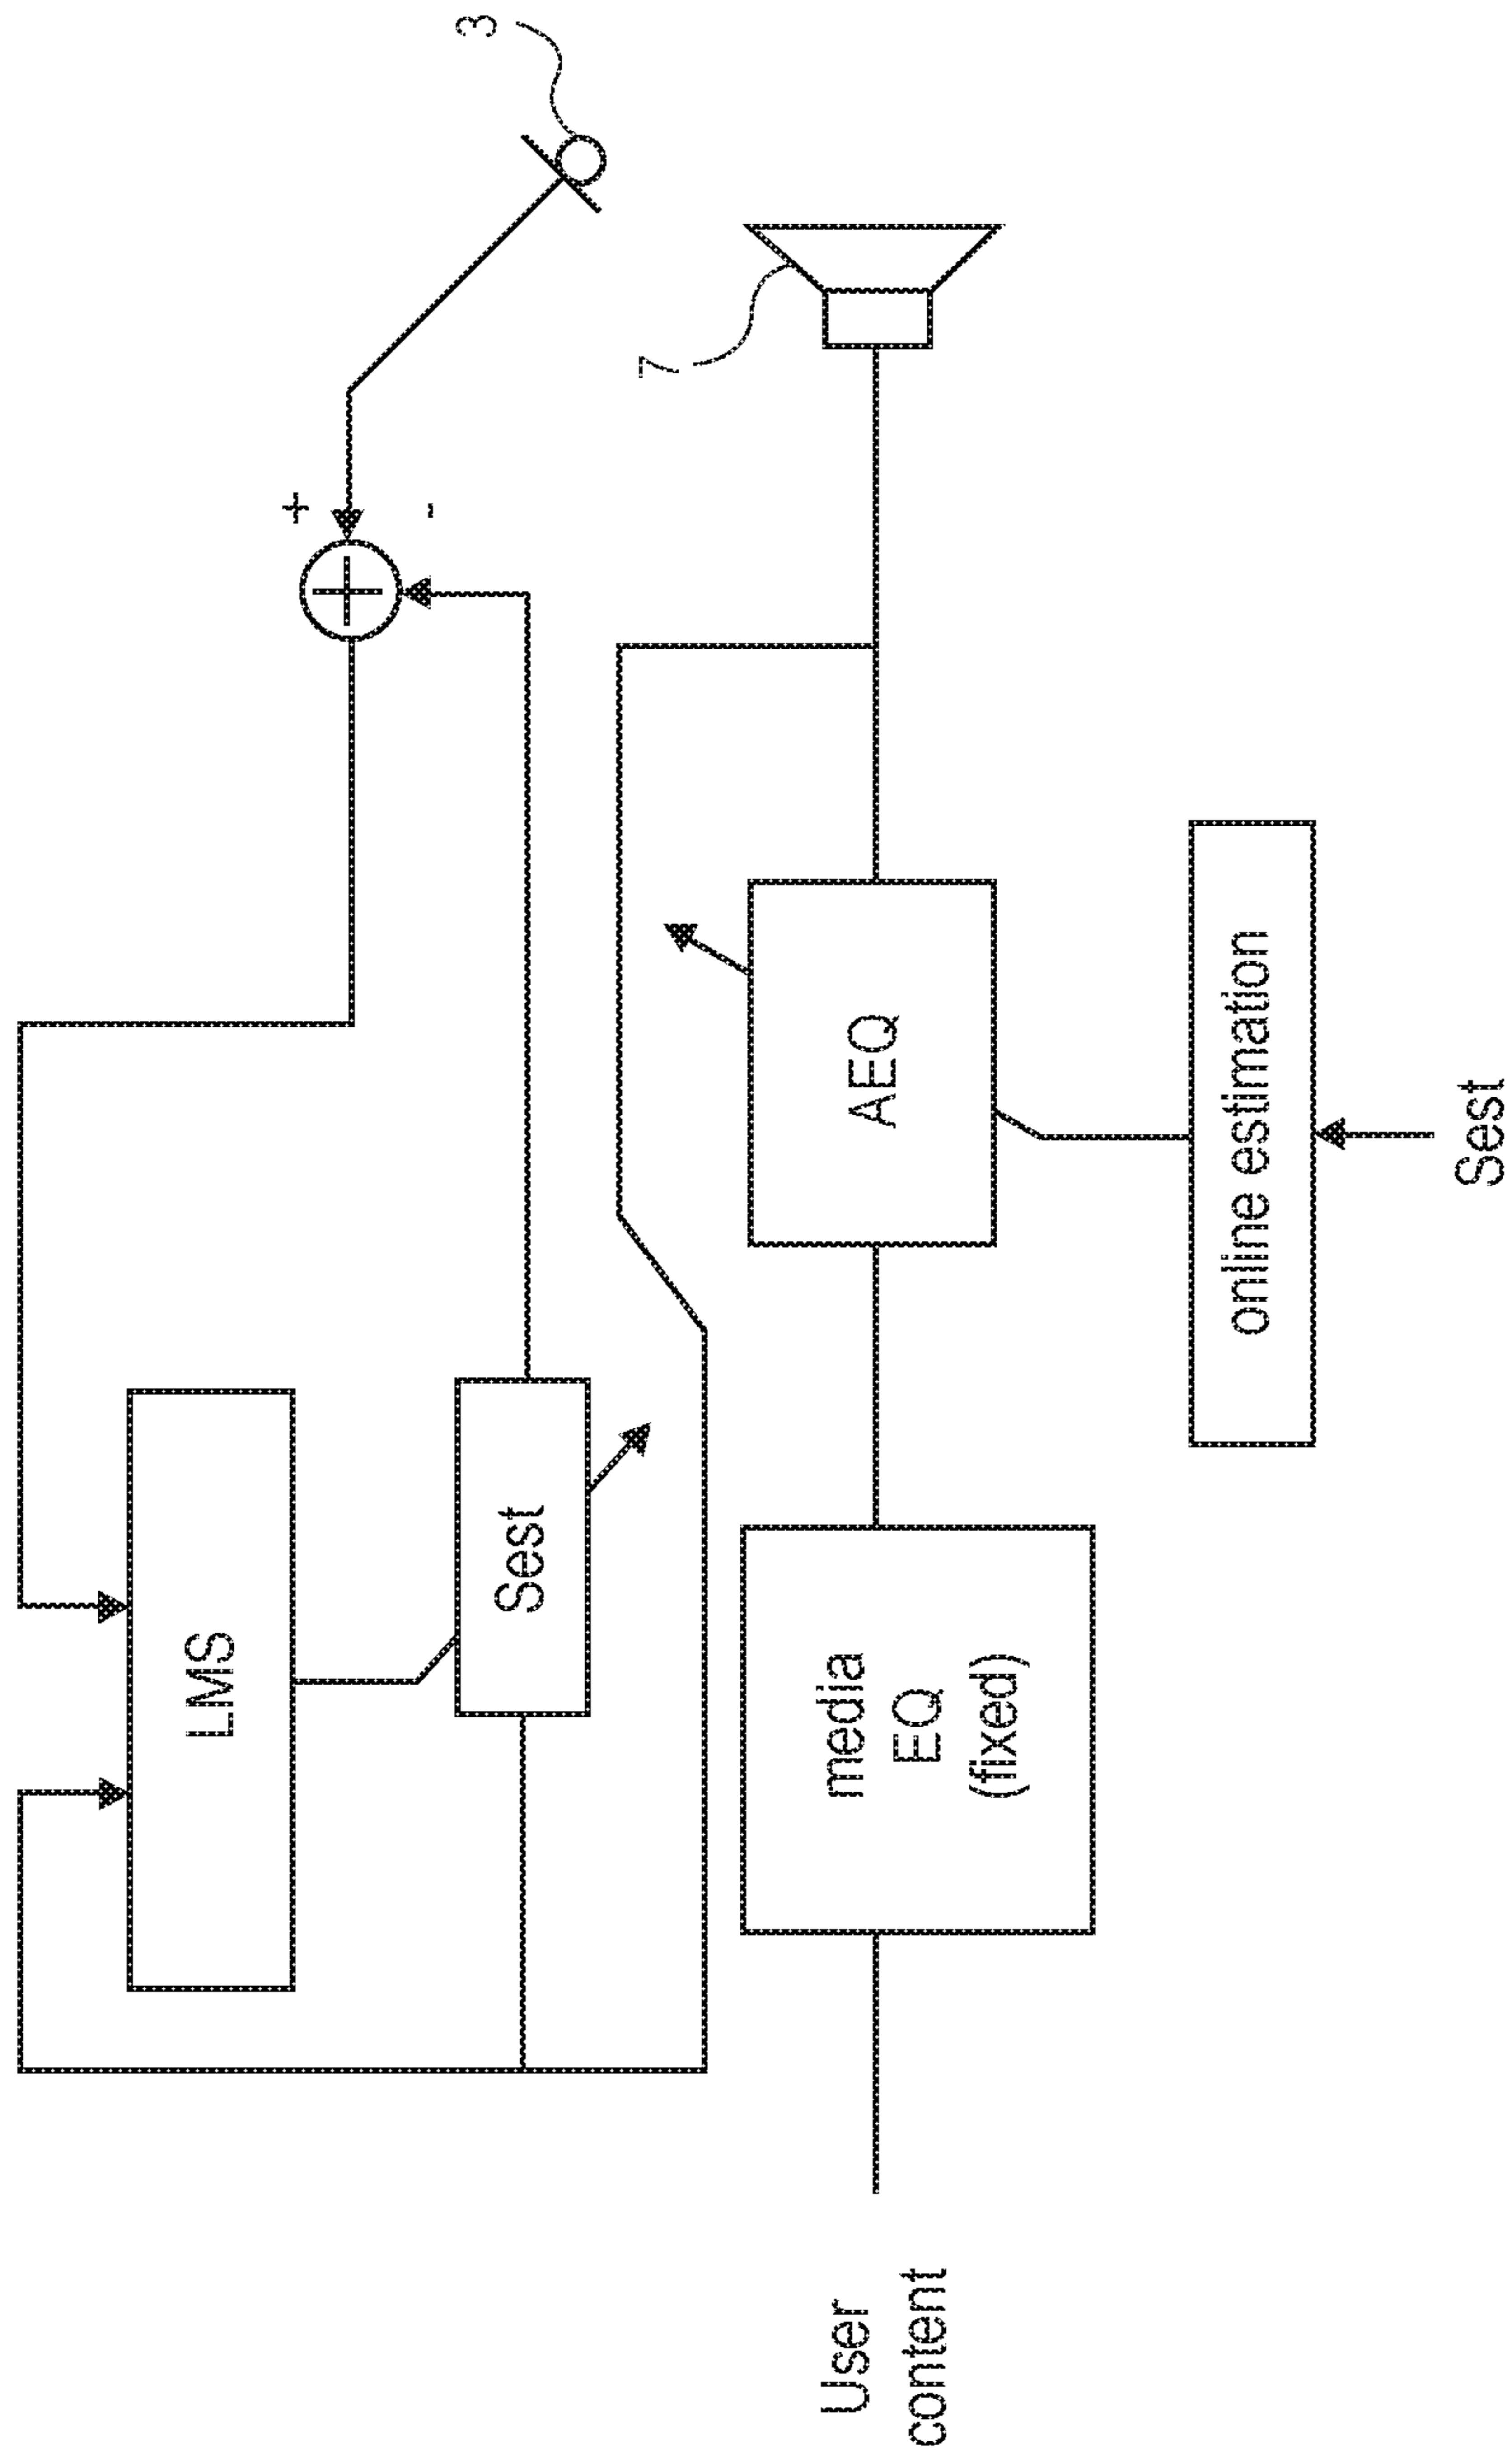 LMS
+
-
3
Sest
7
User
content
media
EQ
(fixed)
AEQ
online estimation
Sest